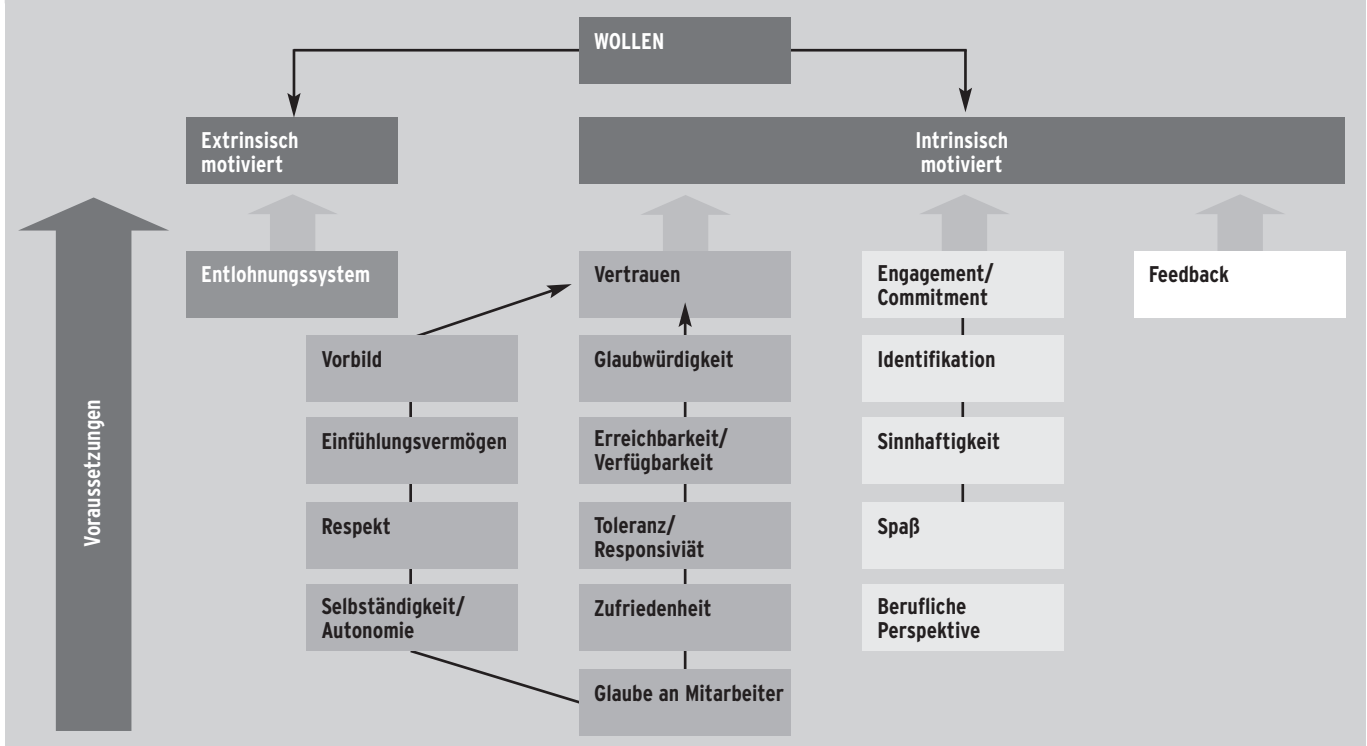 WOLLEN
Extrinsisch
motiviert
Intrinsisch
motiviert
Voraussetzungen
Entlohnungssystem
Vertrauen
Engagement/
Commitment
Feedback
Vorbild
Glaubwürdigkeit
Identifikation
Einfühlungsvermögen
Erreichbarkeit/
Verfügbarkeit
Sinnhaftigkeit
Respekt
Toleranz/
Responsiviät
Spaß
Selbständigkeit/
Autonomie
Zufriedenheit
Berufliche
Perspektive
Glaube an Mitarbeiter